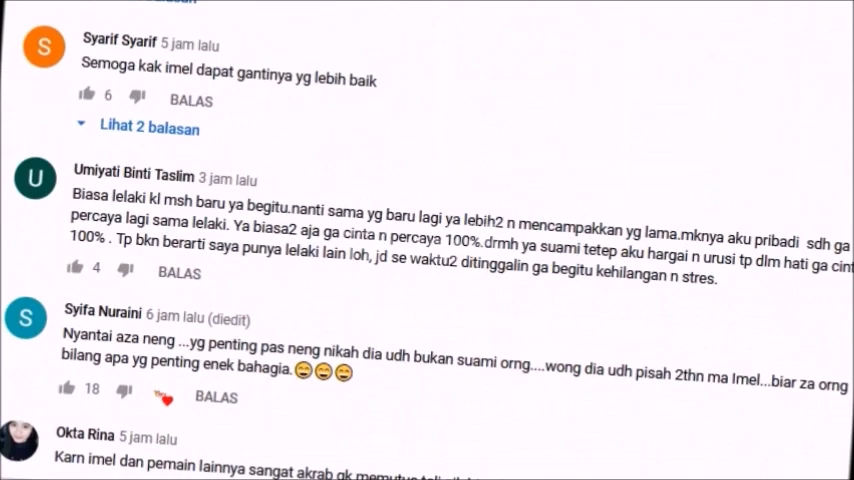 balasan
S
Syarif Syarif 5 jam lalu
Semoga kak imel dapat gantinya yg lebih baik
6 BALAS
Lihat 2 balasan
U
Umiyati Binti Taslim 3 jam lalu
Biasa lelaki kl msh baru ya begitu.nanti sama yg baru lagi ya lebih2 n mencampakkan yg lama.mknya aku pribadi sdh ga
percaya lagi sama lelaki. Ya biasa2 aja ga cinta n percaya 100%.drmh ya suami tetep aku hargai n urusi tp dlm hati ga cint
100% . Tp bkn berarti saya punya lelaki lain loh, jd se waktu2 ditinggalin ga begitu kehilangan n stres.
4 BALAS
S
Syifa Nuraini 6 jam lalu (diedit)
Nyantai aza neng ...yg penting pas neng nikah dia udh bukan suami orng....wong dia udh pisah 2thn ma Imel...biar za orng
bilang apa yg penting enek bahagia.😄😄😄
18 BALAS
Okta Rina 5 jam lalu
Karn imel dan pemain lainnya sangat akrab gk memutus